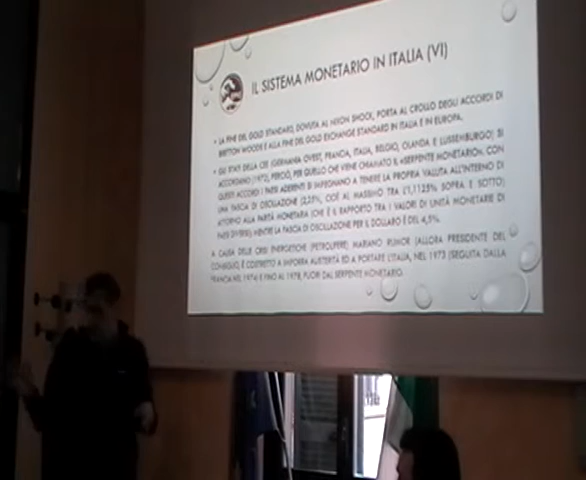 IL SISTEMA MONETARIO IN ITALIA (VI)
• LA FINE DEL GOLD STANDARD, DOVUTA AL NIXON SHOCK, PORTA AL CROLLO DEGLI ACCORDI DI
BRETTON WOODS E ALLA FINE DEL GOLD EXCHANGE STANDARD IN ITALIA E IN EUROPA.
• GLI STATI DELLA CEE (GERMANIA OVEST, FRANCIA, ITALIA, BELGIO, OLANDA E LUSSEMBURGO) SI
ACCORDANO (1972) PERCIÒ, PER QUELLO CHE VIENE CHIAMATO IL «SERPENTE MONETARIO». CON
QUESTI ACCORDI I PAESI ADERENTI SI IMPEGNANO A TENERE LA PROPRIA VALUTA ALL'INTERNO DI
UNA FASCIA DI OSCILLAZIONE (2,25%, CIOÈ AL MASSIMO TRA L'1,1125% SOPRA E SOTTO)
ATTORNO ALLA PARITÀ MONETARIA (CHE È IL RAPPORTO TRA I VALORI DI UNITÀ MONETARIE DI
PAESI DIVERSI) MENTRE LA FASCIA DI OSCILLAZIONE PER IL DOLLARO È DEL 4,5%.
A CAUSA DELLE CRISI ENERGETICHE (PETROLIFERE) MARIANO RUMOR (ALLORA PRESIDENTE DEL
CONSIGLIO) È COSTRETTO A IMPORRE AUSTERITÀ ED A PORTARE L'ITALIA, NEL 1973 (SEGUITA DALLA
FRANCIA NEL 1974) E FINO AL 1978, FUORI DAL SERPENTE MONETARIO.